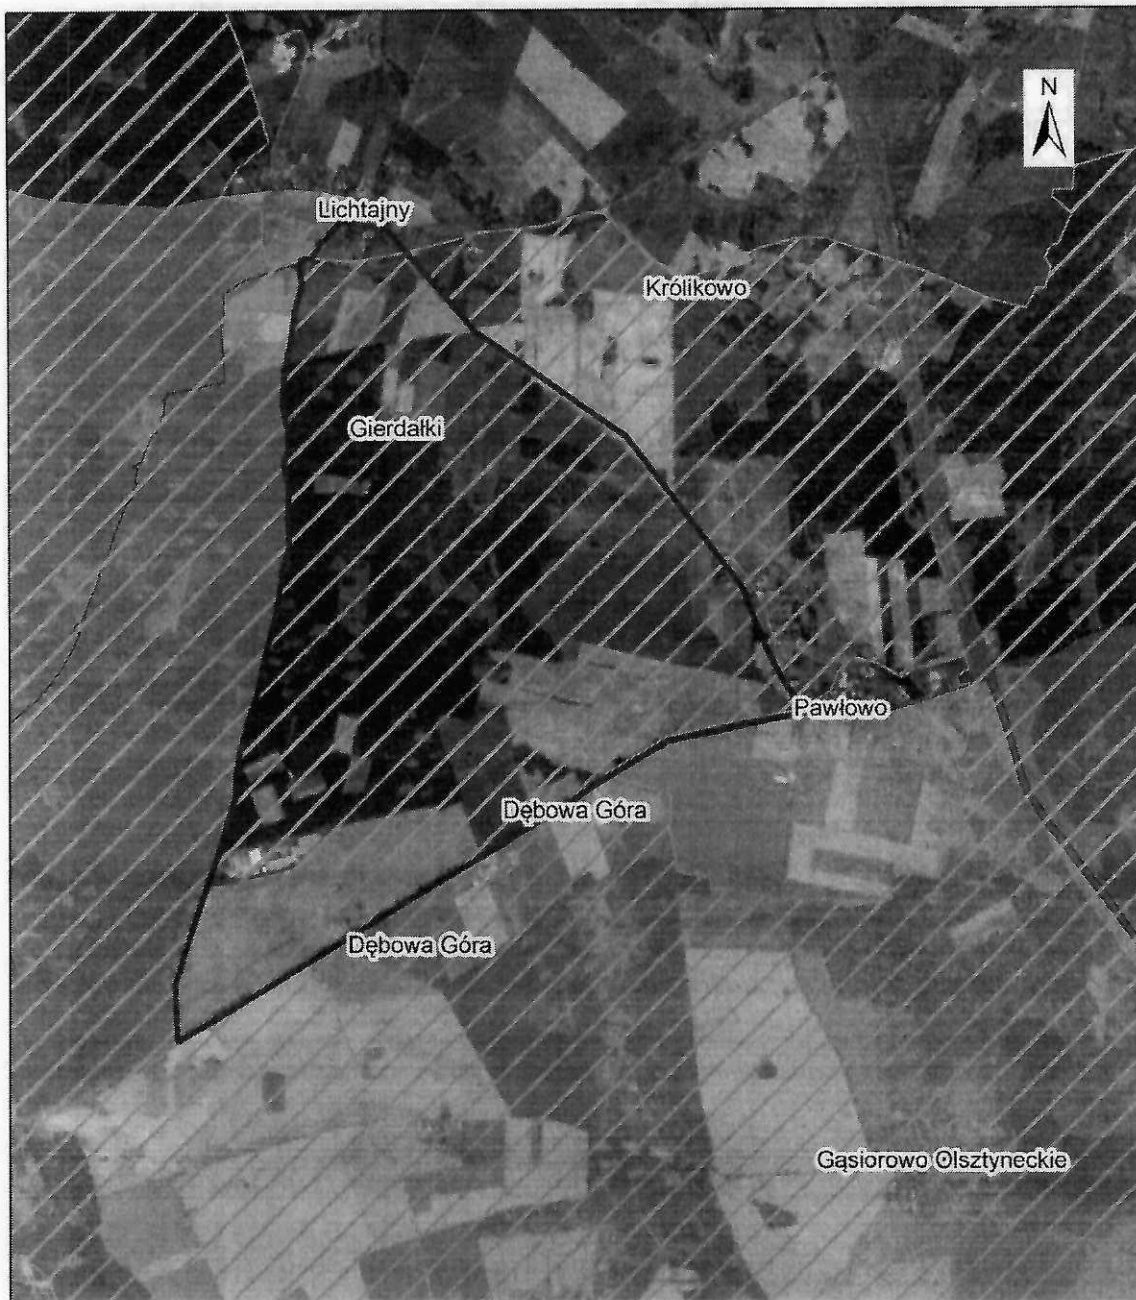 N
Lichtajny
Królikowo
Gierdałki
Pawłowo
Dębowa Góra
Dębowa Góra
Gąsiorowo Olsztyneckie